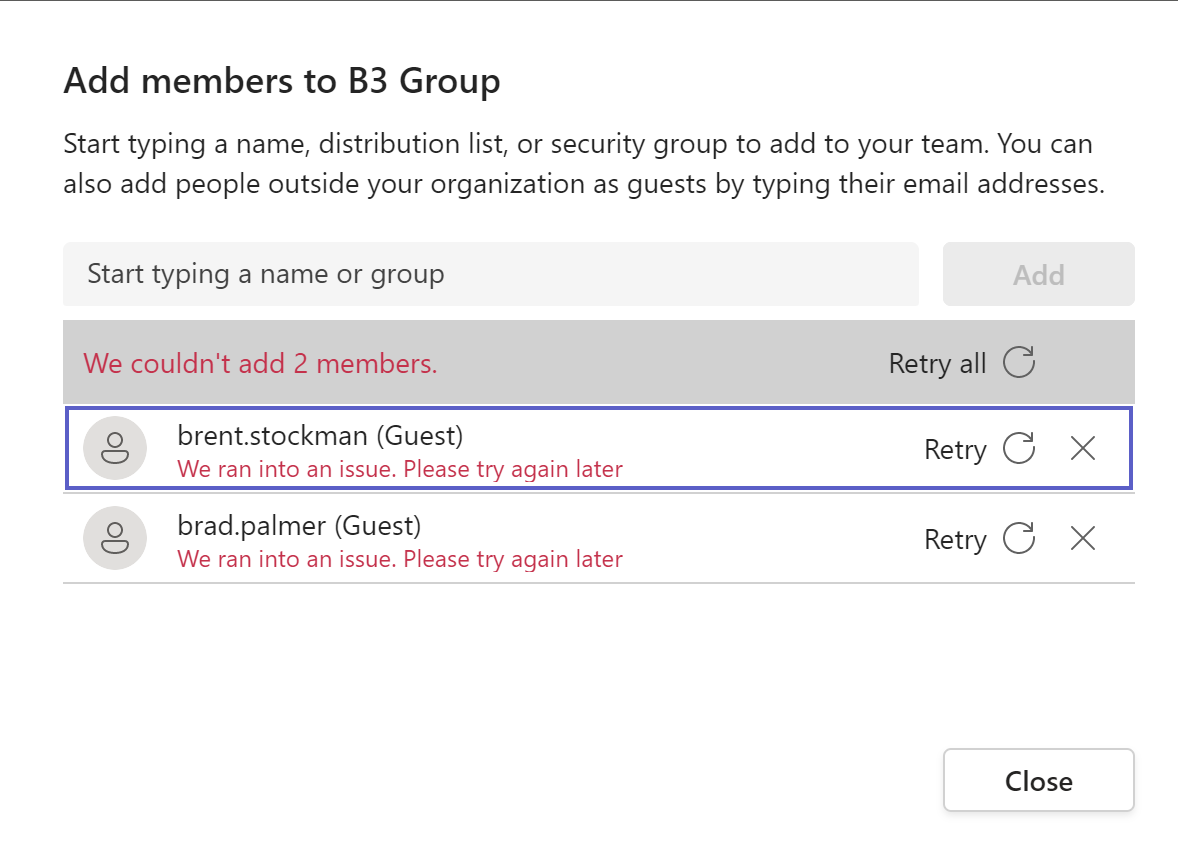 Add members to B3 Group
Start typing a name, distribution list, or security group to add to your team. You can
also add people outside your organization as guests by typing their email addresses.
Start typing a name or group
Add
We couldn't add 2 members.
Retry all
brent.stockman (Guest)
We ran into an issue. Please try again later
Retry
brad.palmer (Guest)
We ran into an issue. Please try again later
Retry
Close